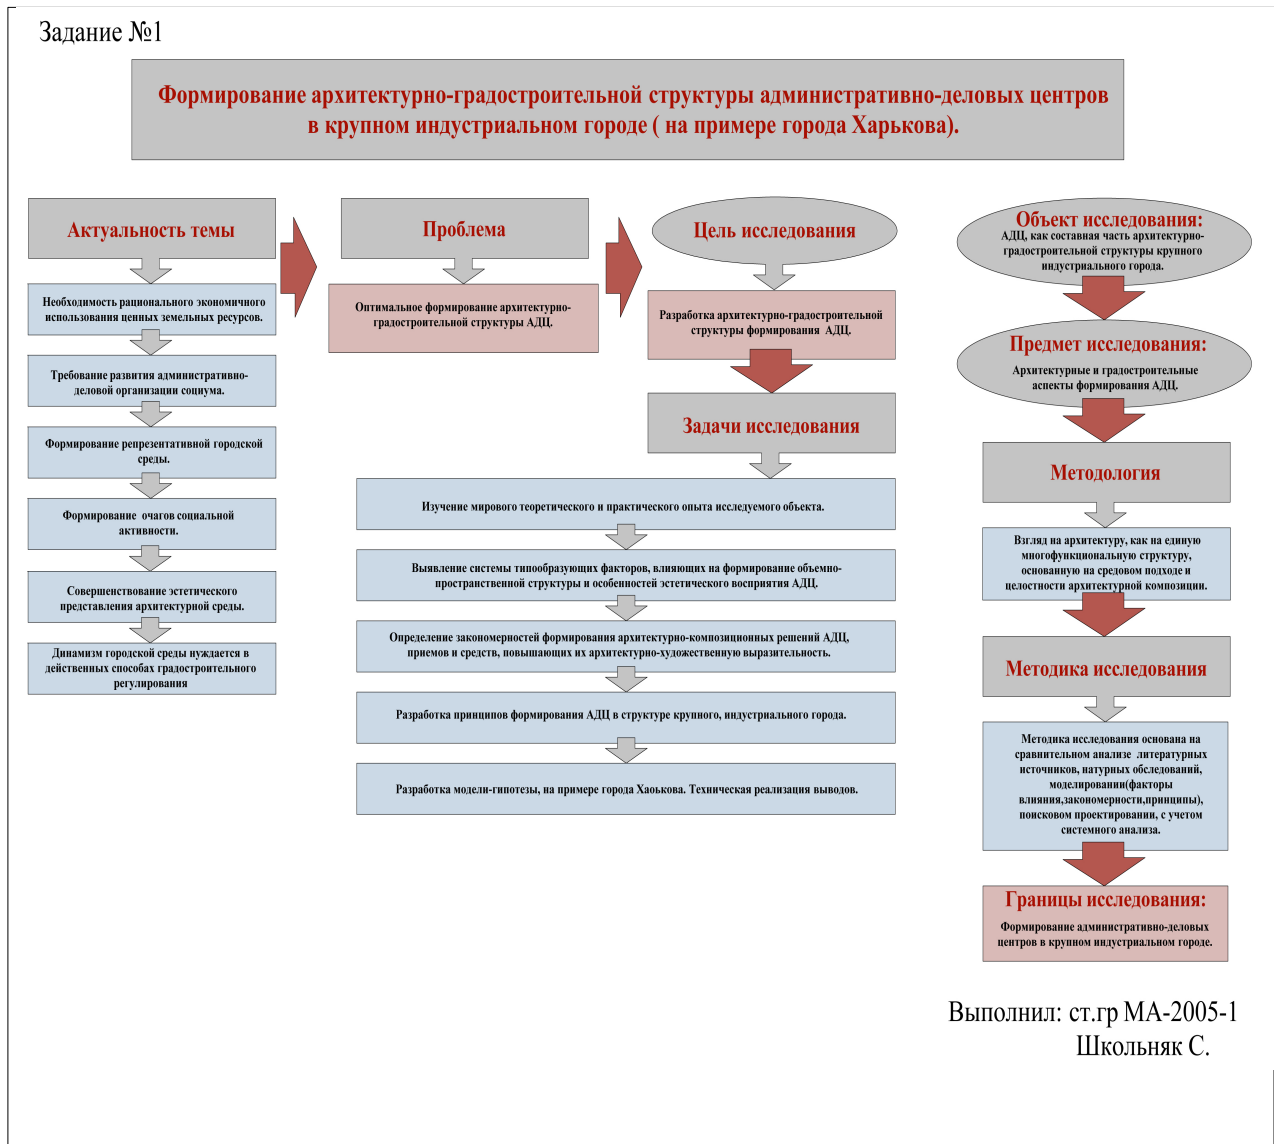 Задание №1
Формирование архитектурно-градостроительной структуры административно-деловых центров
в крупном индустриальном городе ( на примере города Харькова).
Актуальность темы
Необходимость рационального экономичного
использования ценных земельных ресурсов.
Требование развития административно-
деловой организации социума.
Формирование репрезентативной городской
среды.
Формирование очагов социальной
активности.
Совершенствование эстетического
представления архитектурной среды.
Динамизм городской среды нуждается в
действенных способах градостроительного
регулирования
Проблема
Оптимальное формирование архитектурно-
градостроительной структуры АДЦ.
Цель исследования
Разработка архитектурно-градостроительной
структуры формирования АДЦ.
Задачи исследования
Изучение мирового теоретического и практического опыта исследуемого объекта.
Выявление системы типообразующих факторов, влияющих на формирование объемно-
пространственной структуры и особенностей эстетического восприятия АДЦ.
Определение закономерностей формирования архитектурно-композиционных решений АДЦ,
приемов и средств, повышающих их архитектурно-художественную выразительность.
Разработка принципов формирования АДЦ в структуре крупного, индустриального города.
Разработка модели-гипотезы, на примере города Хаоькова. Техническая реализация выводов.
Объект исследования:
АДЦ, как составная часть архитектурно-
градостроительной структуры крупного
индустриального города.
Предмет исследования:
Архитектурные и градостроительные
аспекты формирования АДЦ.
Методология
Взгляд на архитектуру, как на единую
многофункциональную структуру,
основанную на средовом подходе и
целостности архитектурной композиции.
Методика исследования
Методика исследования основана на
сравнительном анализе литературных
источников, натурных обследований,
моделировании(факторы
влияния,закономерности,принципы),
поисковом проектировании, с учетом
системного анализа.
Границы исследования:
Формирование административно-деловых
центров в крупном индустриальном городе.
Выполнил: ст.гр МА-2005-1
Школьняк С.